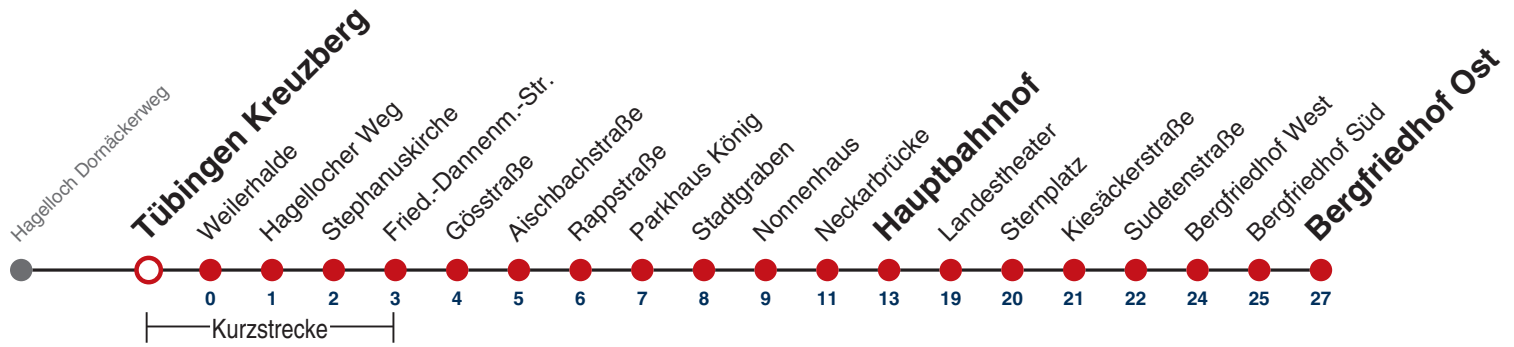 Hagelloch Dornäckerweg
Tübingen Kreuzberg
Weilerhalde
Hagellocher Weg
Stephanuskirche
Fried.-Dannenm.-Str.
Gösstraße
Aischbachstraße
Rappstraße
Parkhaus König
Stadtgraben
Nonnenhaus
Neckarbrücke
Hauptbahnhof
Landestheater
Sternplatz
Kiesäckerstraße
Sudetenstraße
Bergfriedhof West
Bergfriedhof Süd
Bergfriedhof Ost
0 1 2 3 4 5 6 7 8 9 11 13 19 20 21 22 24 25 27
Kurzstrecke